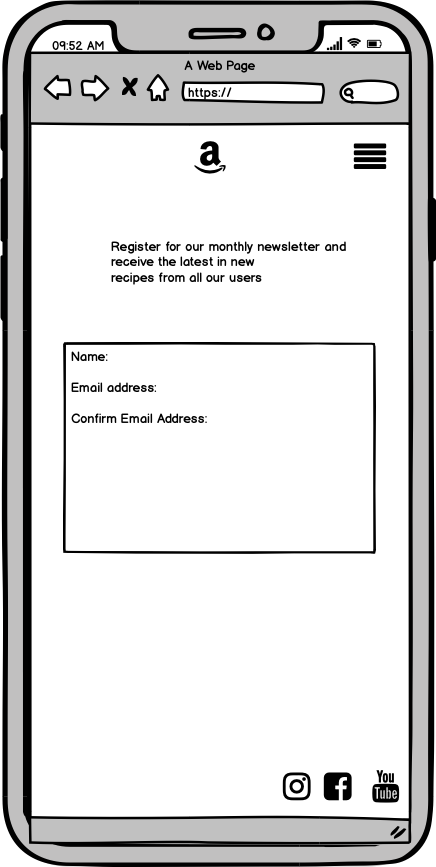 09:52 AM
A Web Page
https://
a
Register for our monthly newsletter and
receive the latest in new
recipes from all our users
Name:
Email address:
Confirm Email Address:
You
Tube